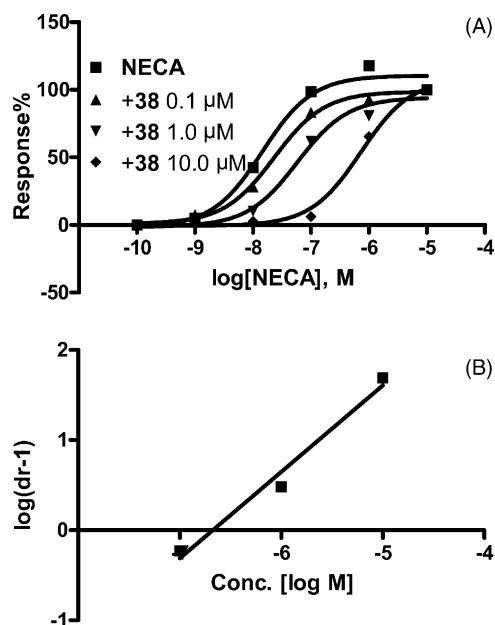 (A)
150
100
50
0
-50
Response%
NECA
+38 0.1 µM
+38 1.0 µM
+38 10.0 µM
-10 -9 -8 -7 -6 -5 -4
log[NECA], M
(B)
2
1
0
-1
log(dr-1)
-7 -6 -5 -4
Conc. [log M]